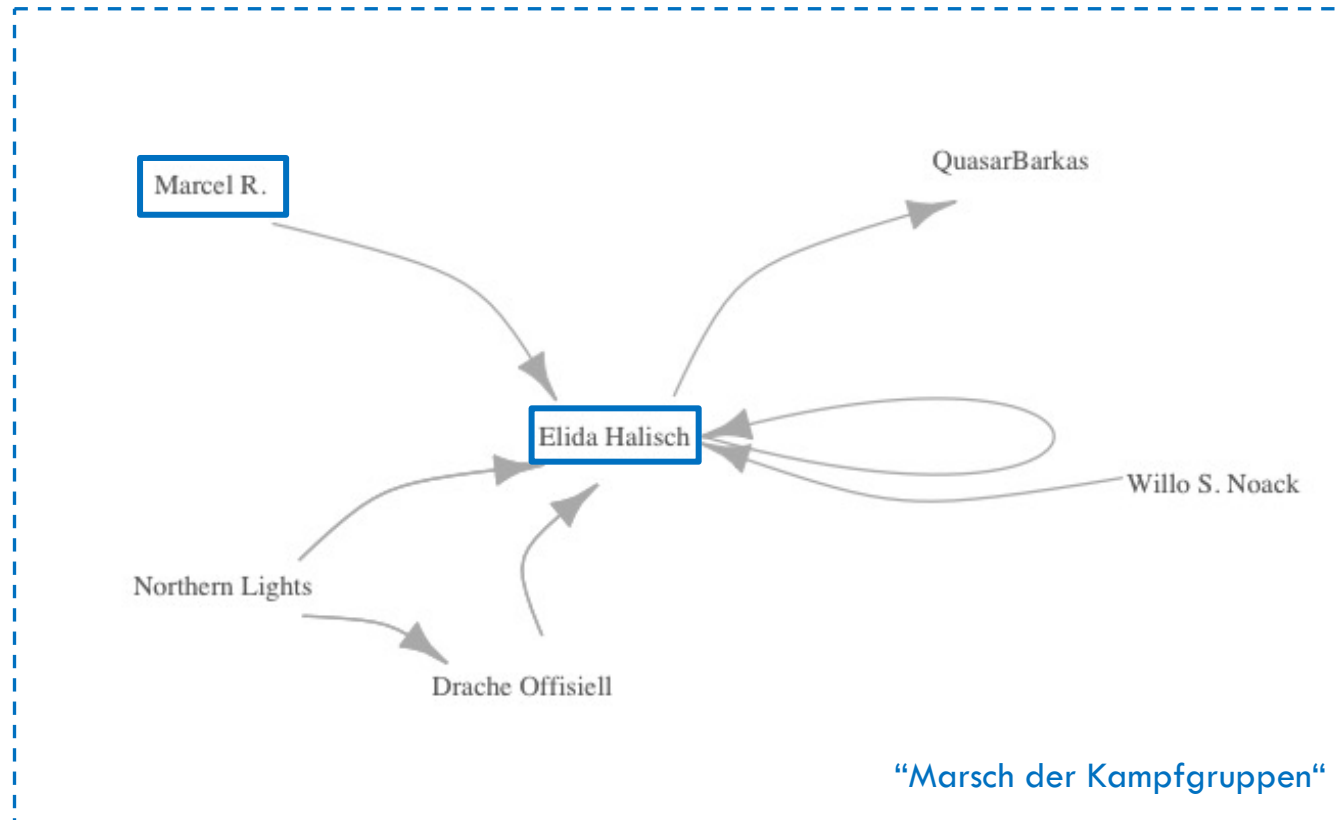 QuasarBarkas
Marcel R.
Elida Halisch
Willo S. Noack
Northern Lights
Drache Offisiell
“Marsch der Kampfgruppen“